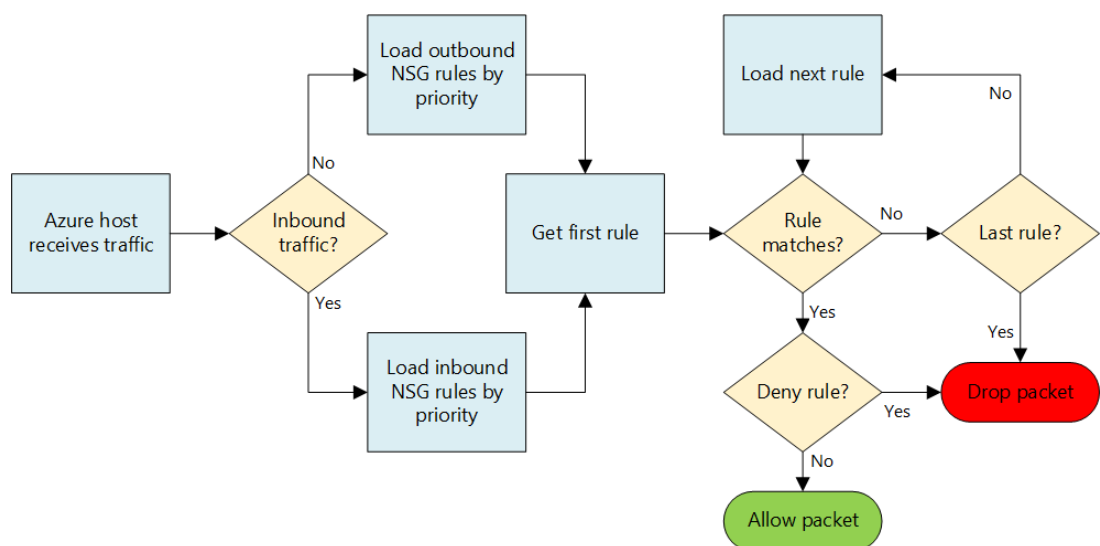 Load outbound
NSG rules by
priority
Load next rule
No
No
Azure host
receives traffic
Inbound
traffic?
Get first rule
Rule
matches?
No
Last rule?
Yes
Yes
Yes
Load inbound
NSG rules by
priority
Deny rule?
Yes
Drop packet
No
Allow packet